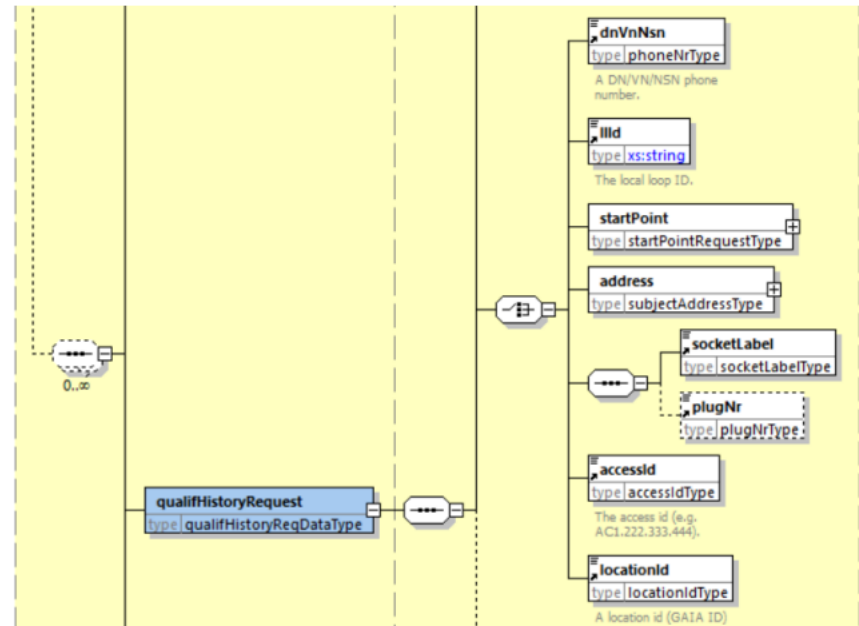 dnVnNsn
type phoneNrType
A DN/VN/NSN phone
number.
llId
type xs:string
The local loop ID.
startPoint
type startPointRequestType
address
type subjectAddressType
socketLabel
type socketLabelType
0..∞
plugNr
type plugNrType
accessId
type accessIdType
The access id (e.g.
AC1.222.333.444).
qualifHistoryRequest
type qualifHistoryReqDataType
locationId
type locationIdType
A location id (GAIA ID)